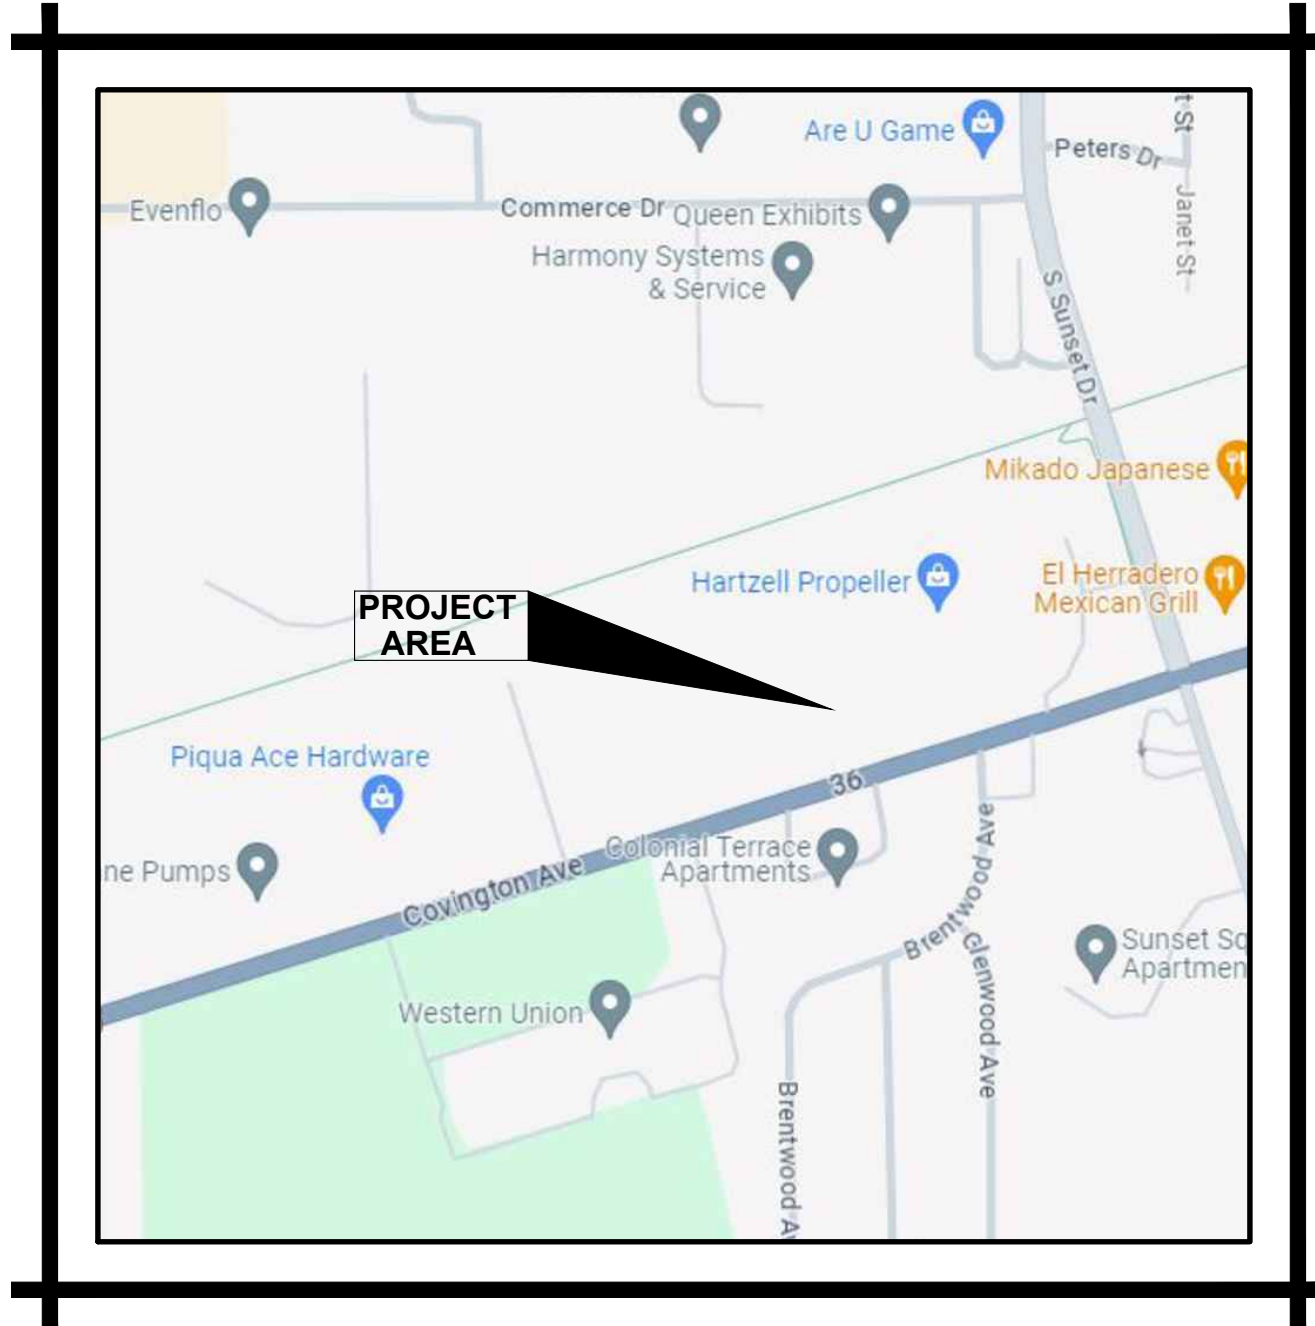 t St
Are U Game
Peters Dr
Evenflo
Commerce Dr
Queen Exhibits
Janet St
Harmony Systems
& Service
S Sunset Dr
Mikado Japanese
Hartzell Propeller
El Herradero
Mexican Grill
PROJECT
AREA
Piqua Ace Hardware
36
Colonial Terrace
Apartments
ne Pumps
Covington Ave
Brentwood Ave
Glenwood Ave
Sunset Sq
Apartmen
Western Union
Brentwood Av